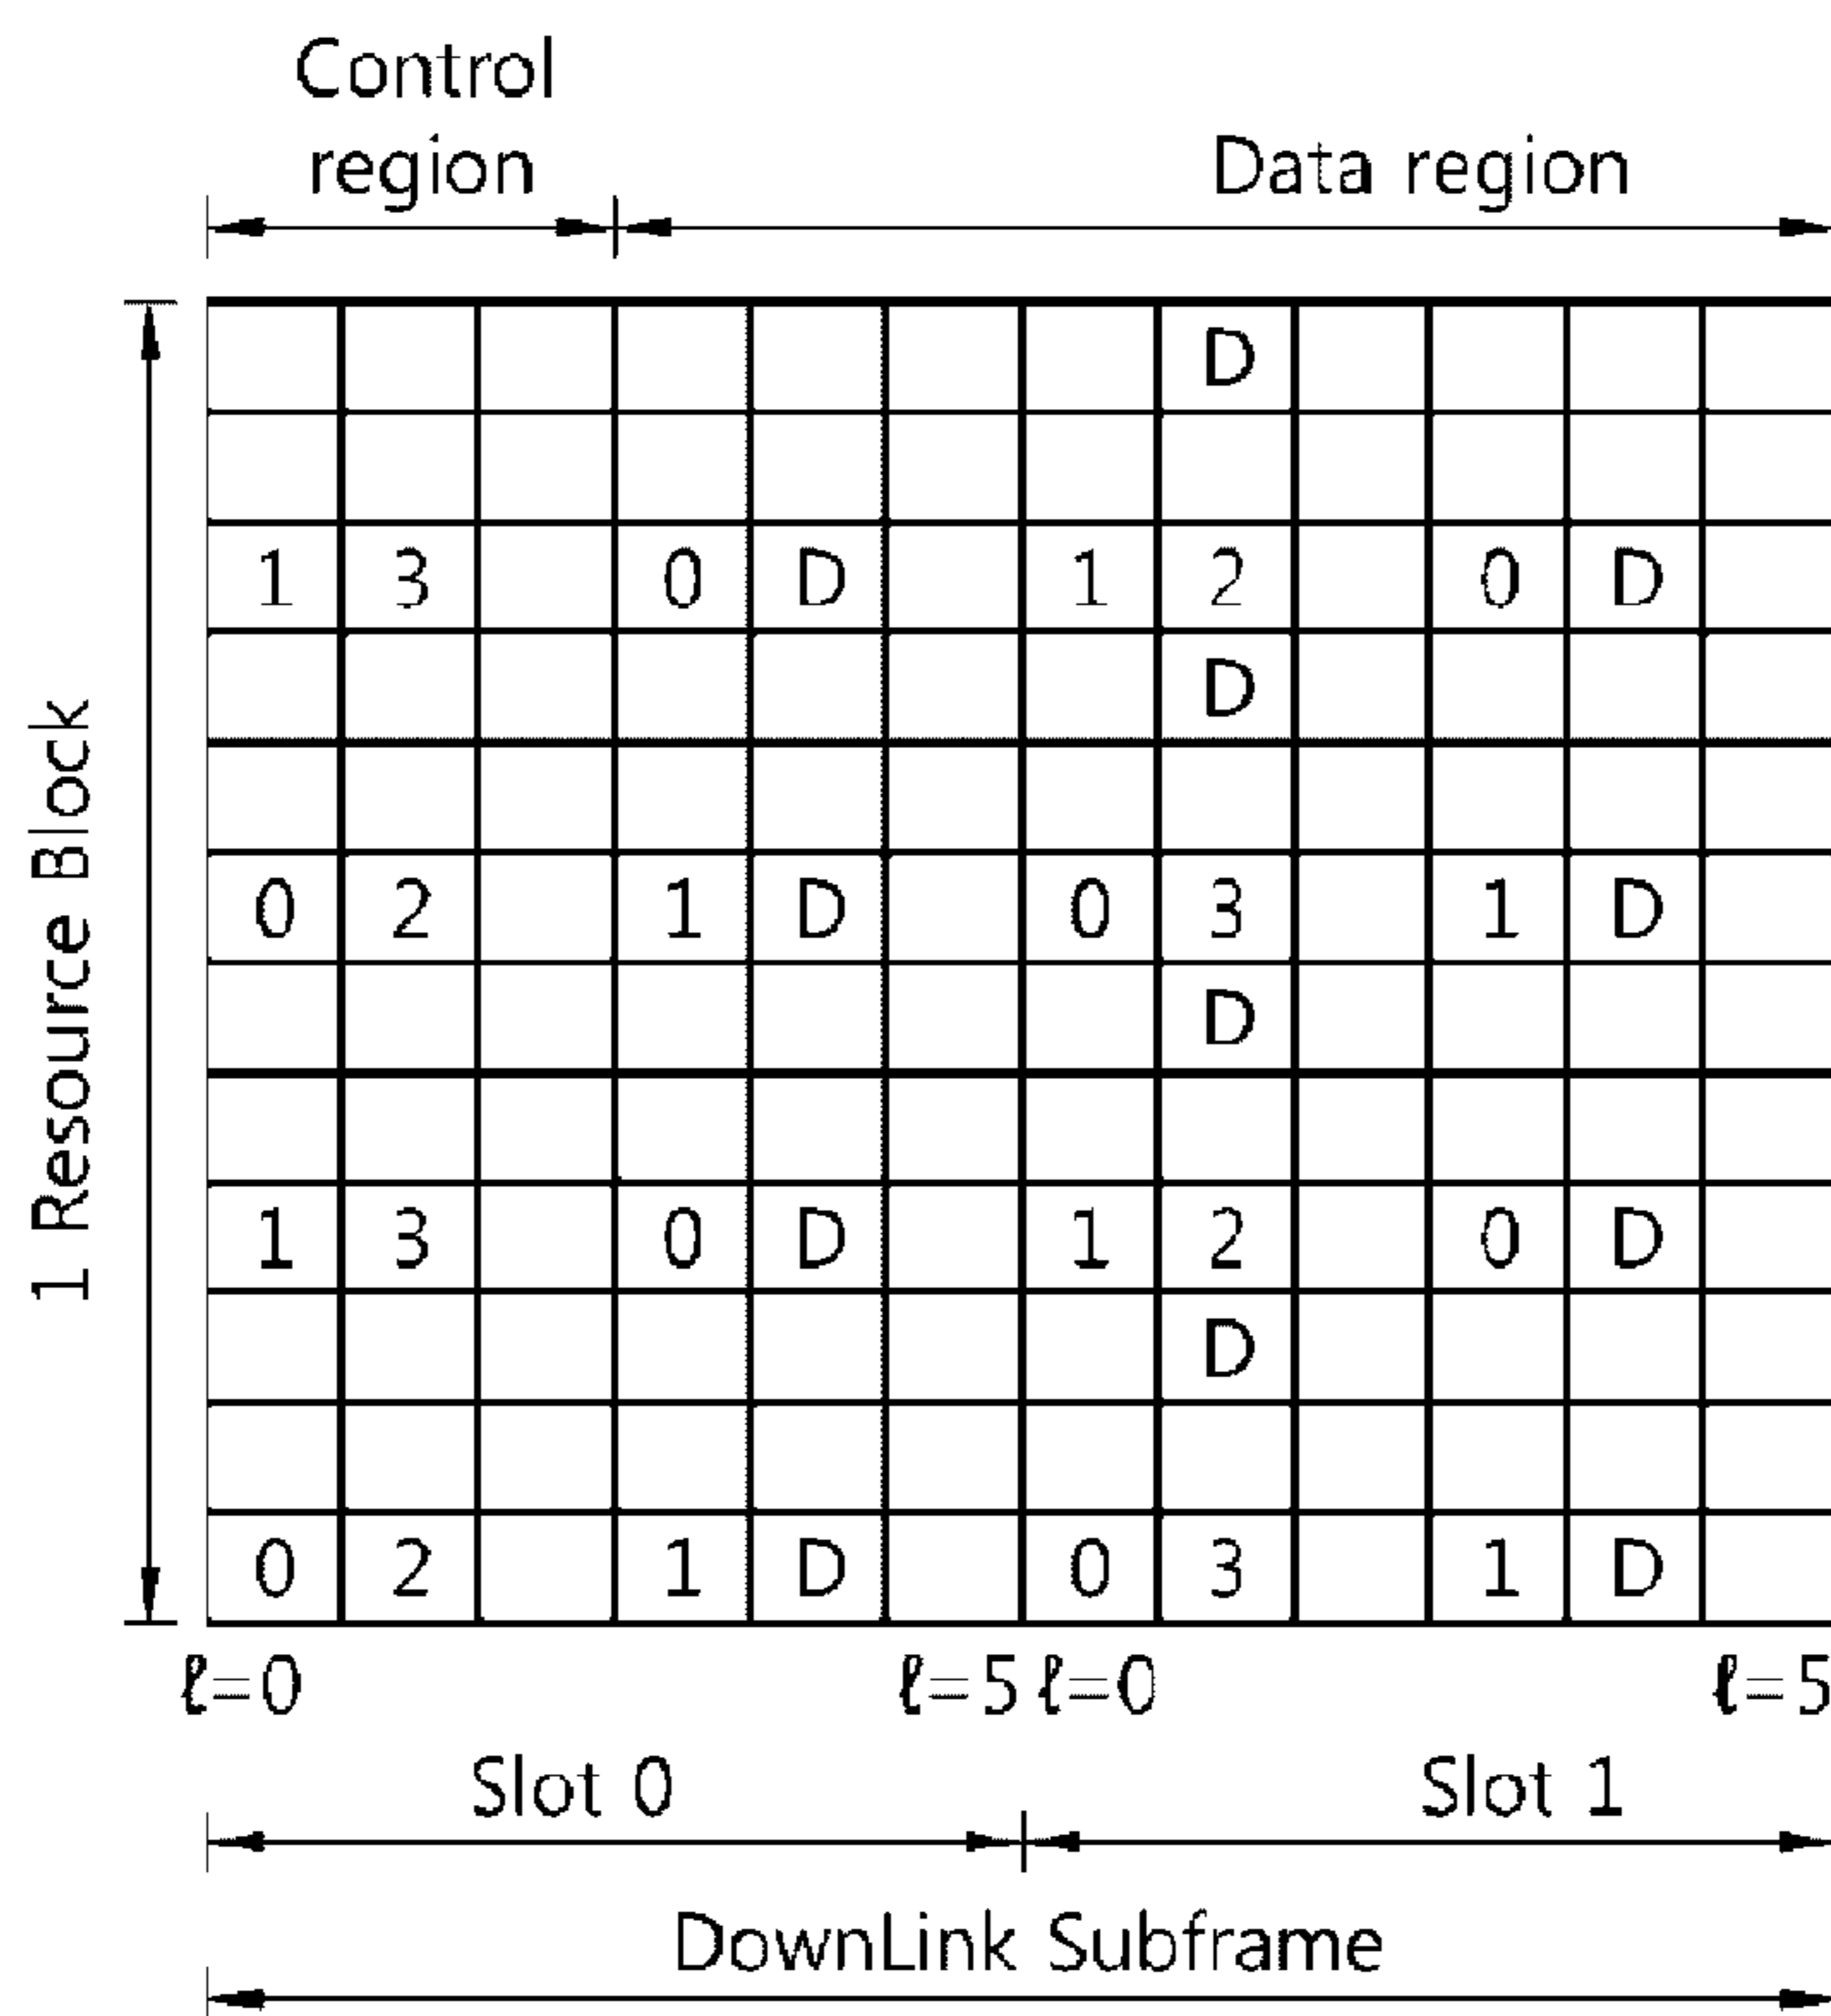 Control
region
Data region
1 Resource Block
D
1 3 0 D 1 2 0 D
D
0 2 1 D 0 3 1 D
D
1 3 0 D 1 2 0 D
D
0 2 1 D 0 3 1 D
ℓ=0 ℓ=5 ℓ=0 ℓ=5
Slot 0 Slot 1
DownLink Subframe